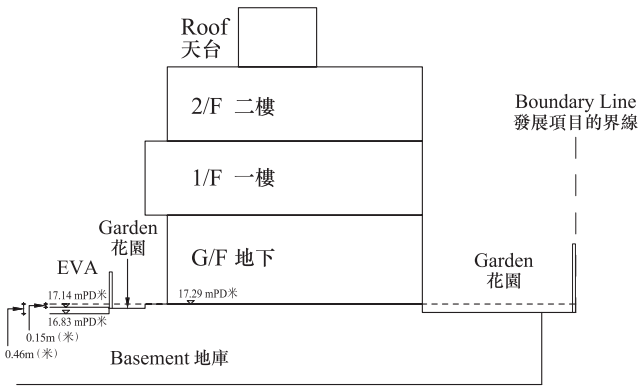 Roof
天台
2/F 二樓
Boundary Line
發展項目的界線
1/F 一樓
Garden
花園
G/F 地下
Garden
花園
EVA
17.14 mPD米
17.29 mPD米
16.83 mPD米
0.15m (米)
0.46m (米)
Basement 地庫